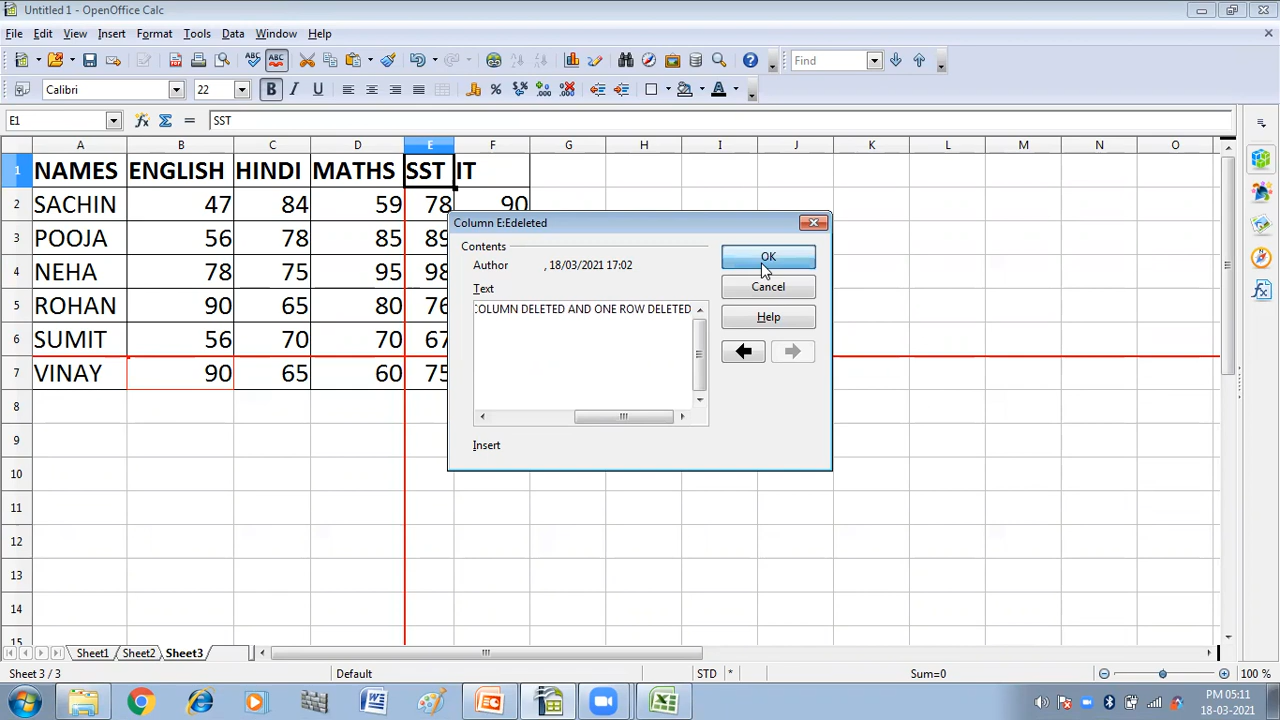 Untitled 1 - OpenOffice Calc
File Edit View Insert Format Tools Data Window Help
Find
Calibri 22
E1 SST
A B C D E F G H I J K L M N O
1 NAMES ENGLISH HINDI MATHS SST IT
2 SACHIN 47 84 59 78 90
3 POOJA 56 78 85 89
4 NEHA 78 75 95 98
5 ROHAN 90 65 80 76
6 SUMIT 56 70 70 67
7 VINAY 90 65 60 75
8
9
10
11
12
13
14
15
Column E:Edeleted
Contents
Author , 18/03/2021 17:02
Text
COLUMN DELETED AND ONE ROW DELETED
Insert
OK
Cancel
Help
Sheet1 Sheet2 Sheet3
Sheet 3 / 3 Default STD * Sum=0 100 %
PM 05:11
18-03-2021